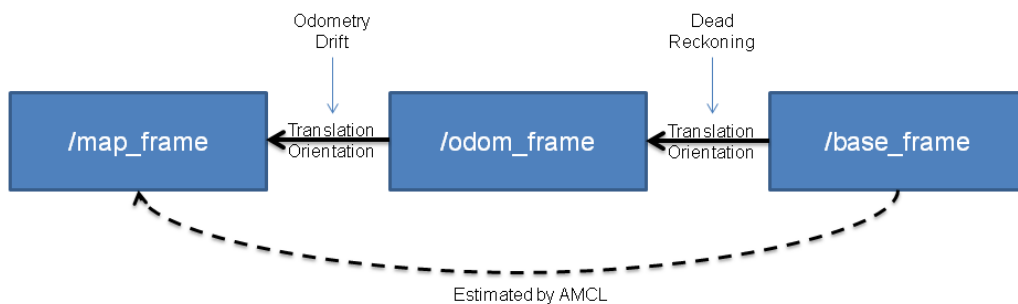 Odometry
Drift
Dead
Reckoning
/map_frame
Translation
Orientation
/odom_frame
Translation
Orientation
/base_frame
Estimated by AMCL